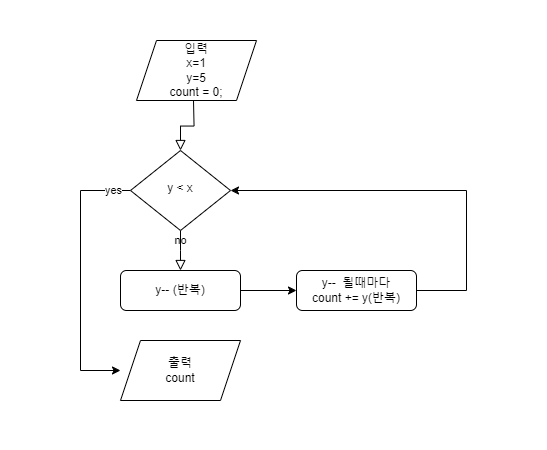 입력
x=1
y=5
count = 0;
y < x
yes
no
y-- (반복)
y-- 될때마다
count += y(반복)
출력
count